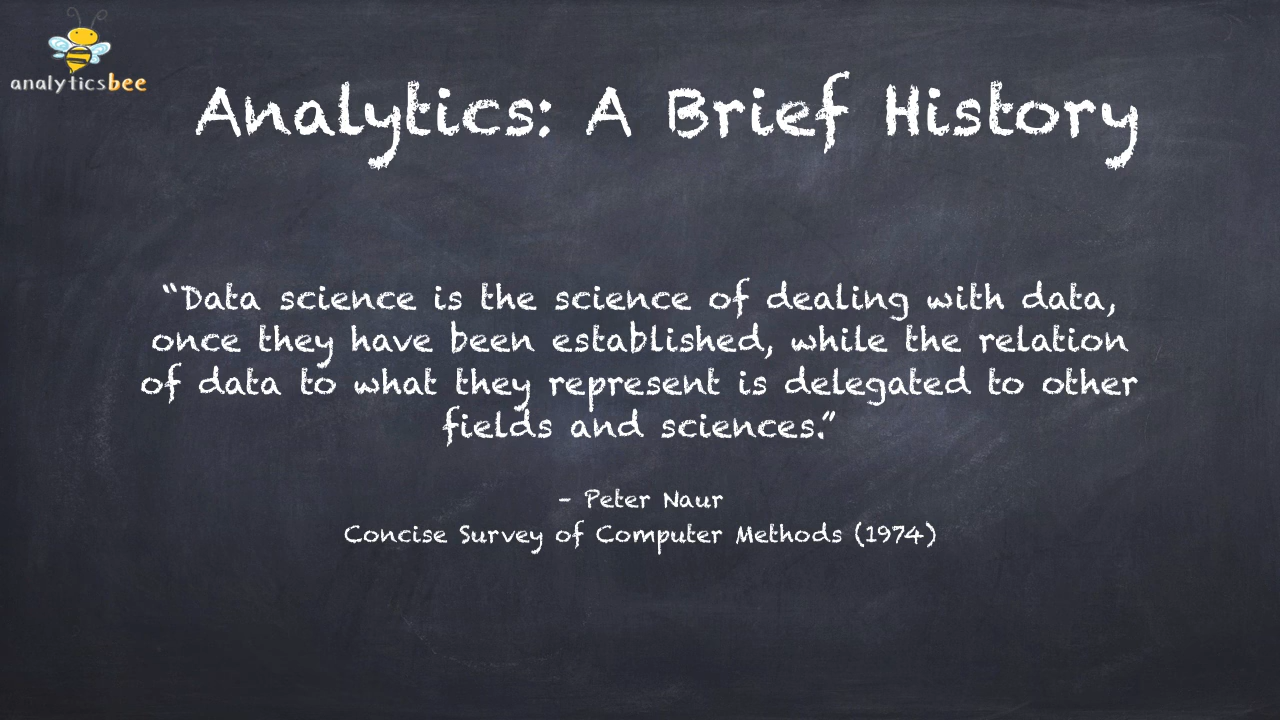 analyticsbee
Analytics: A Brief History
“Data science is the science of dealing with data,
once they have been established, while the relation
of data to what they represent is delegated to other
fields and sciences.”
– Peter Naur
Concise Survey of Computer Methods (1974)